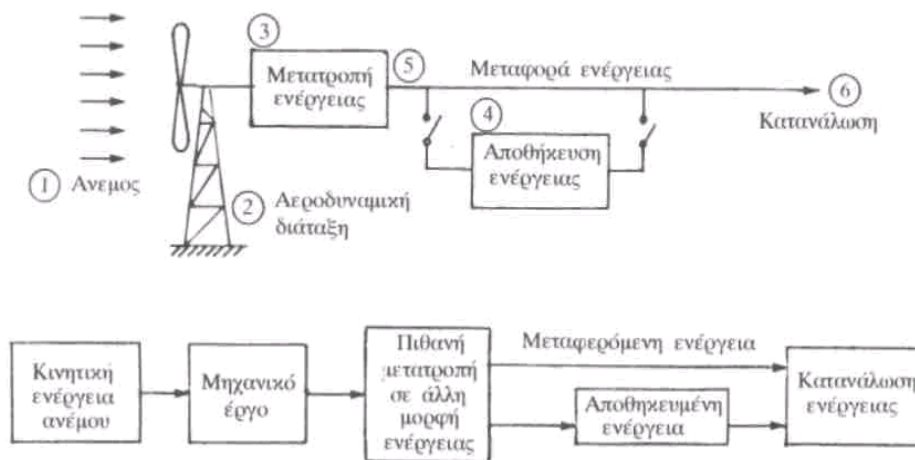 3
Μετατροπή
ενέργειας
5
Μεταφορά ενέργειας
6
Κατανάλωση
4
Αποθήκευση
ενέργειας
1 Ανεμος
2 Αεροδυναμική
διάταξη
Κινητική
ενέργεια
ανέμου
Μηχανικό
έργο
Πιθανή
μετατροπή
σε άλλη
μορφή
ενέργειας
Μεταφερόμενη ενέργεια
Αποθηκευμένη
ενέργεια
Κατανάλωση
ενέργειας